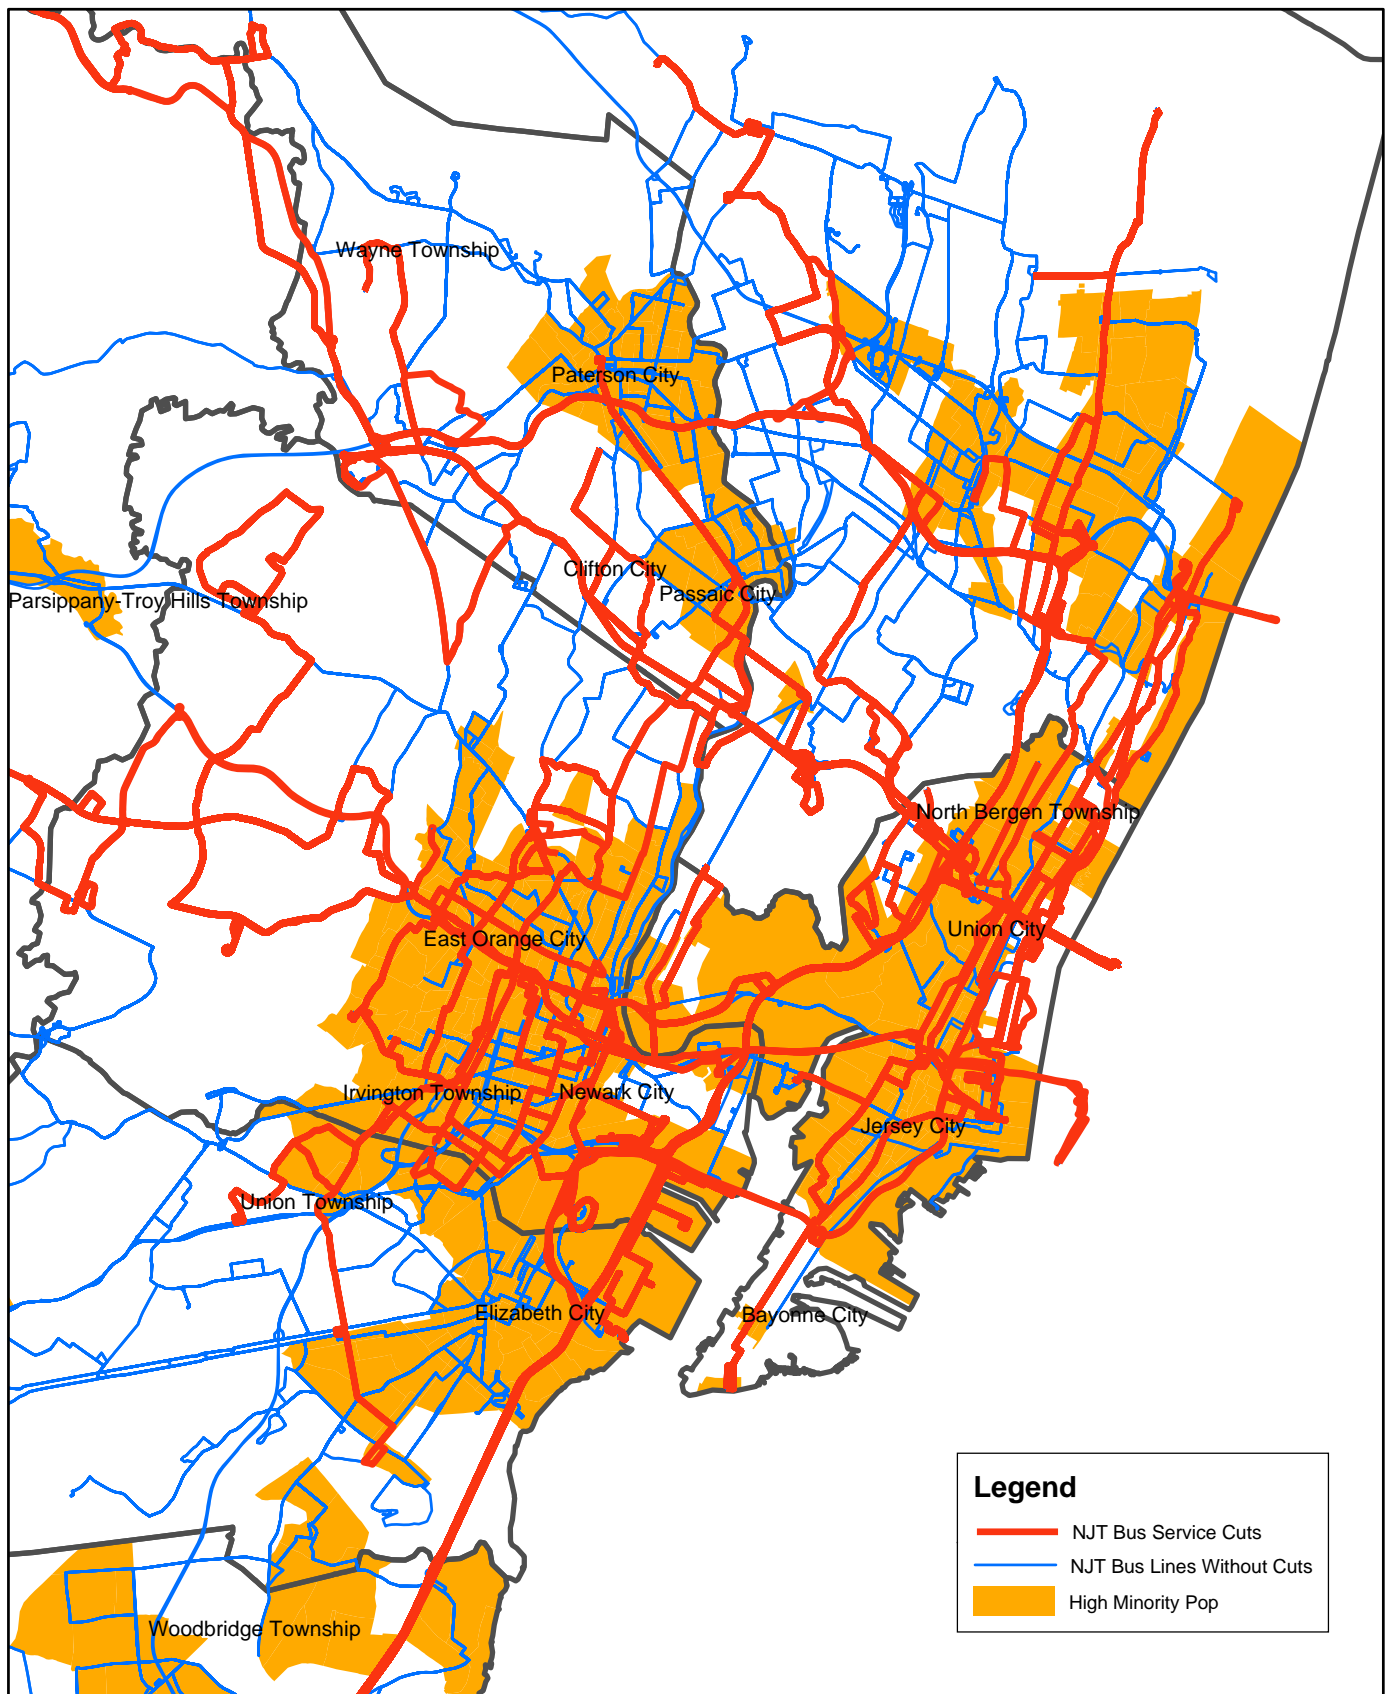 Wayne Township
Paterson City
Clifton City
Passaic City
Parsippany-Troy Hills Township
North Bergen Township
Union City
East Orange City
Irvington Township
Newark City
Jersey City
Union Township
Elizabeth City
Bayonne City
Legend
NJT Bus Service Cuts
NJT Bus Lines Without Cuts
High Minority Pop
Woodbridge Township